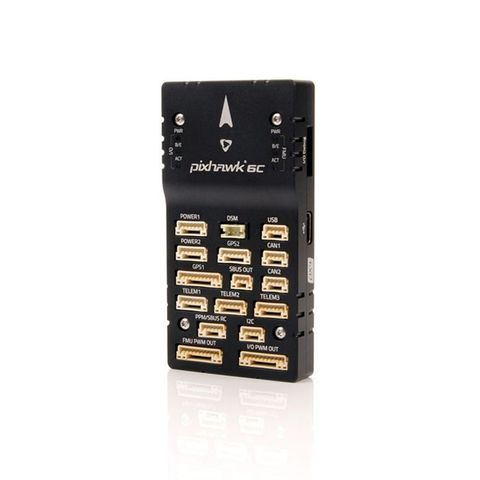 PWR PWR
I/O B/E B/E FMU
ACT ACT
pixhawk 6C
POWER1 DSM USB
POWER2 GPS2 CAN1
GPS1 SBUS OUT CAN2
TELEM1 TELEM2 TELEM3
PPM/SBUS RC I2C
FMU PWM OUT I/O PWM OUT